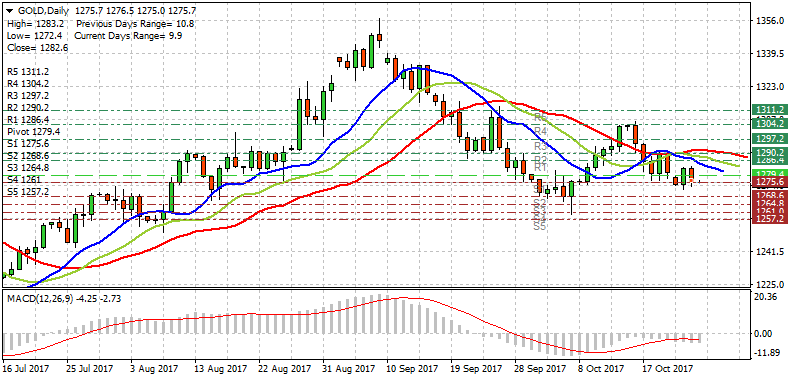 GOLD,Daily 1275.7 1276.5 1275.0 1275.7
High= 1283.2 Previous Days Range= 10.8
Low= 1272.4 Current Days Range= 9.9
Close= 1282.6
R5 1311.2
R4 1304.2
R3 1297.2
R2 1290.2
R1 1286.4
Pivot 1279.4
S1 1275.6
S2 1268.6
S3 1264.8
S4 1261
S5 1257.2
R5
R4
R3
R2
R1
S5
1356.0
1339.5
1323.0
1311.2
1304.2
1297.2
1290.2
1286.4
1279.4
1275.6
1268.6
1264.8
1261.0
1257.2
1241.5
1225.0
MACD(12,26,9) -4.25 -2.73
20.36
0.00
-11.89
16 Jul 2017
25 Jul 2017
3 Aug 2017
13 Aug 2017
22 Aug 2017
31 Aug 2017
10 Sep 2017
19 Sep 2017
28 Sep 2017
8 Oct 2017
17 Oct 2017